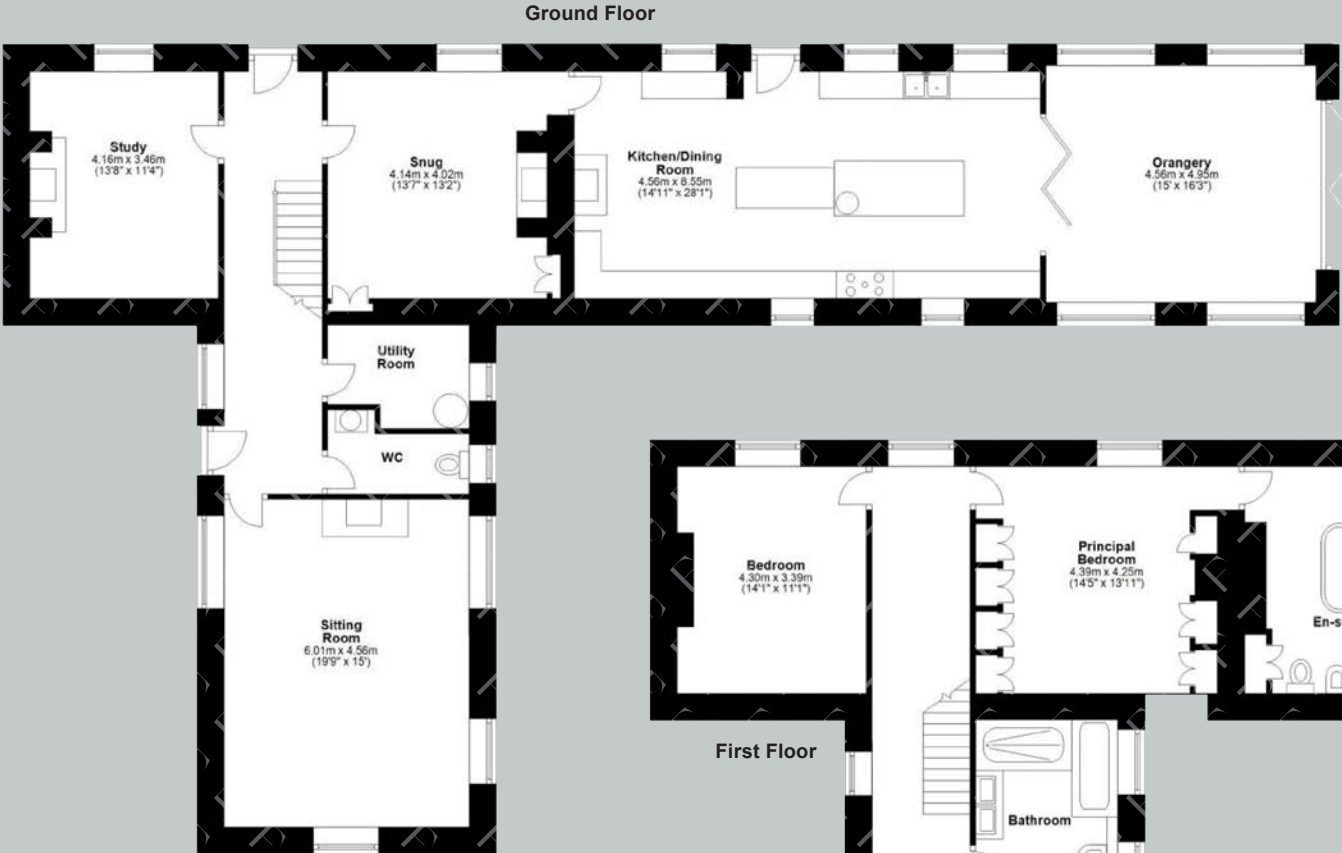 Ground Floor
Study
4.16m x 3.46m
(13'8" x 11'4")
Snug
4.14m x 4.02m
(13'7" x 13'2")
Kitchen/Dining
Room
4.56m x 8.55m
(14'11" x 28'1")
Orangery
4.56m x 4.95m
(15' x 16'3")
Utility
Room
WC
Sitting
Room
6.01m x 4.56m
(19'9" x 15')
Bedroom
4.30m x 3.39m
(14'1" x 11'1")
Principal
Bedroom
4.39m x 4.25m
(14'5" x 13'11")
En-s
First Floor
Bathroom